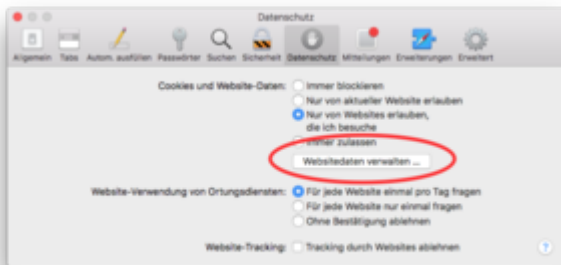 Datenschutz
Allgemein Tabs Autom. ausfüllen Passwörter Suchen Sicherheit Datenschutz Mitteilungen Erweiterungen Erweitert
Cookies und Website-Daten: Immer blockieren
Nur von aktueller Website erlauben
Nur von Websites erlauben,
die ich besuche
Immer zulassen
Websitedaten verwalten ...
Website-Verwendung von Ortungsdiensten: Für jede Website einmal pro Tag fragen
Für jede Website nur einmal fragen
Ohne Bestätigung ablehnen
Website-Tracking: Tracking durch Websites ablehnen
?